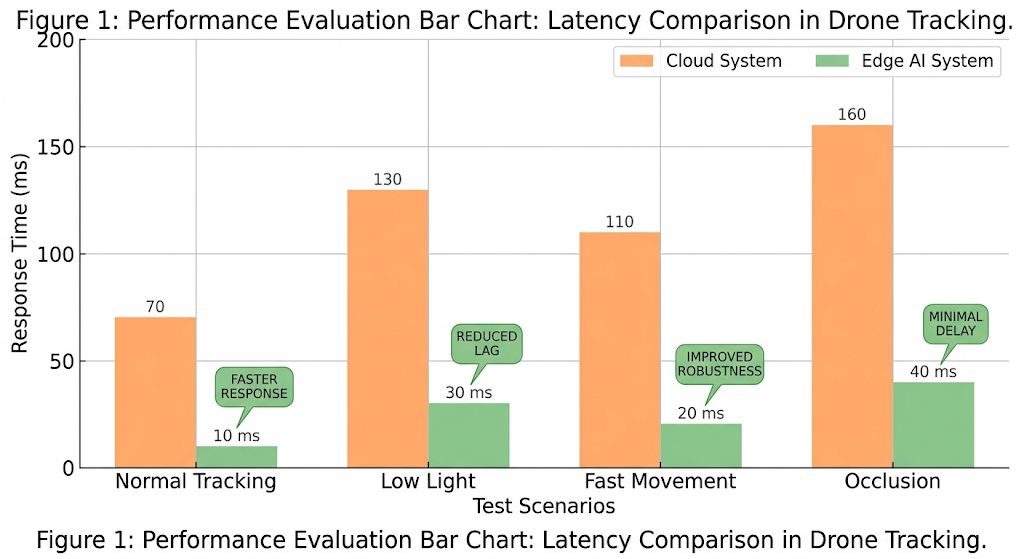 Figure 1: Performance Evaluation Bar Chart: Latency Comparison in Drone Tracking.
Cloud System
Edge AI System
Response Time (ms)
200
150
100
50
0
70
FASTER
RESPONSE
10 ms
130
REDUCED
LAG
30 ms
110
IMPROVED
ROBUSTNESS
20 ms
160
MINIMAL
DELAY
40 ms
Normal Tracking
Low Light
Fast Movement
Occlusion
Test Scenarios
Figure 1: Performance Evaluation Bar Chart: Latency Comparison in Drone Tracking.